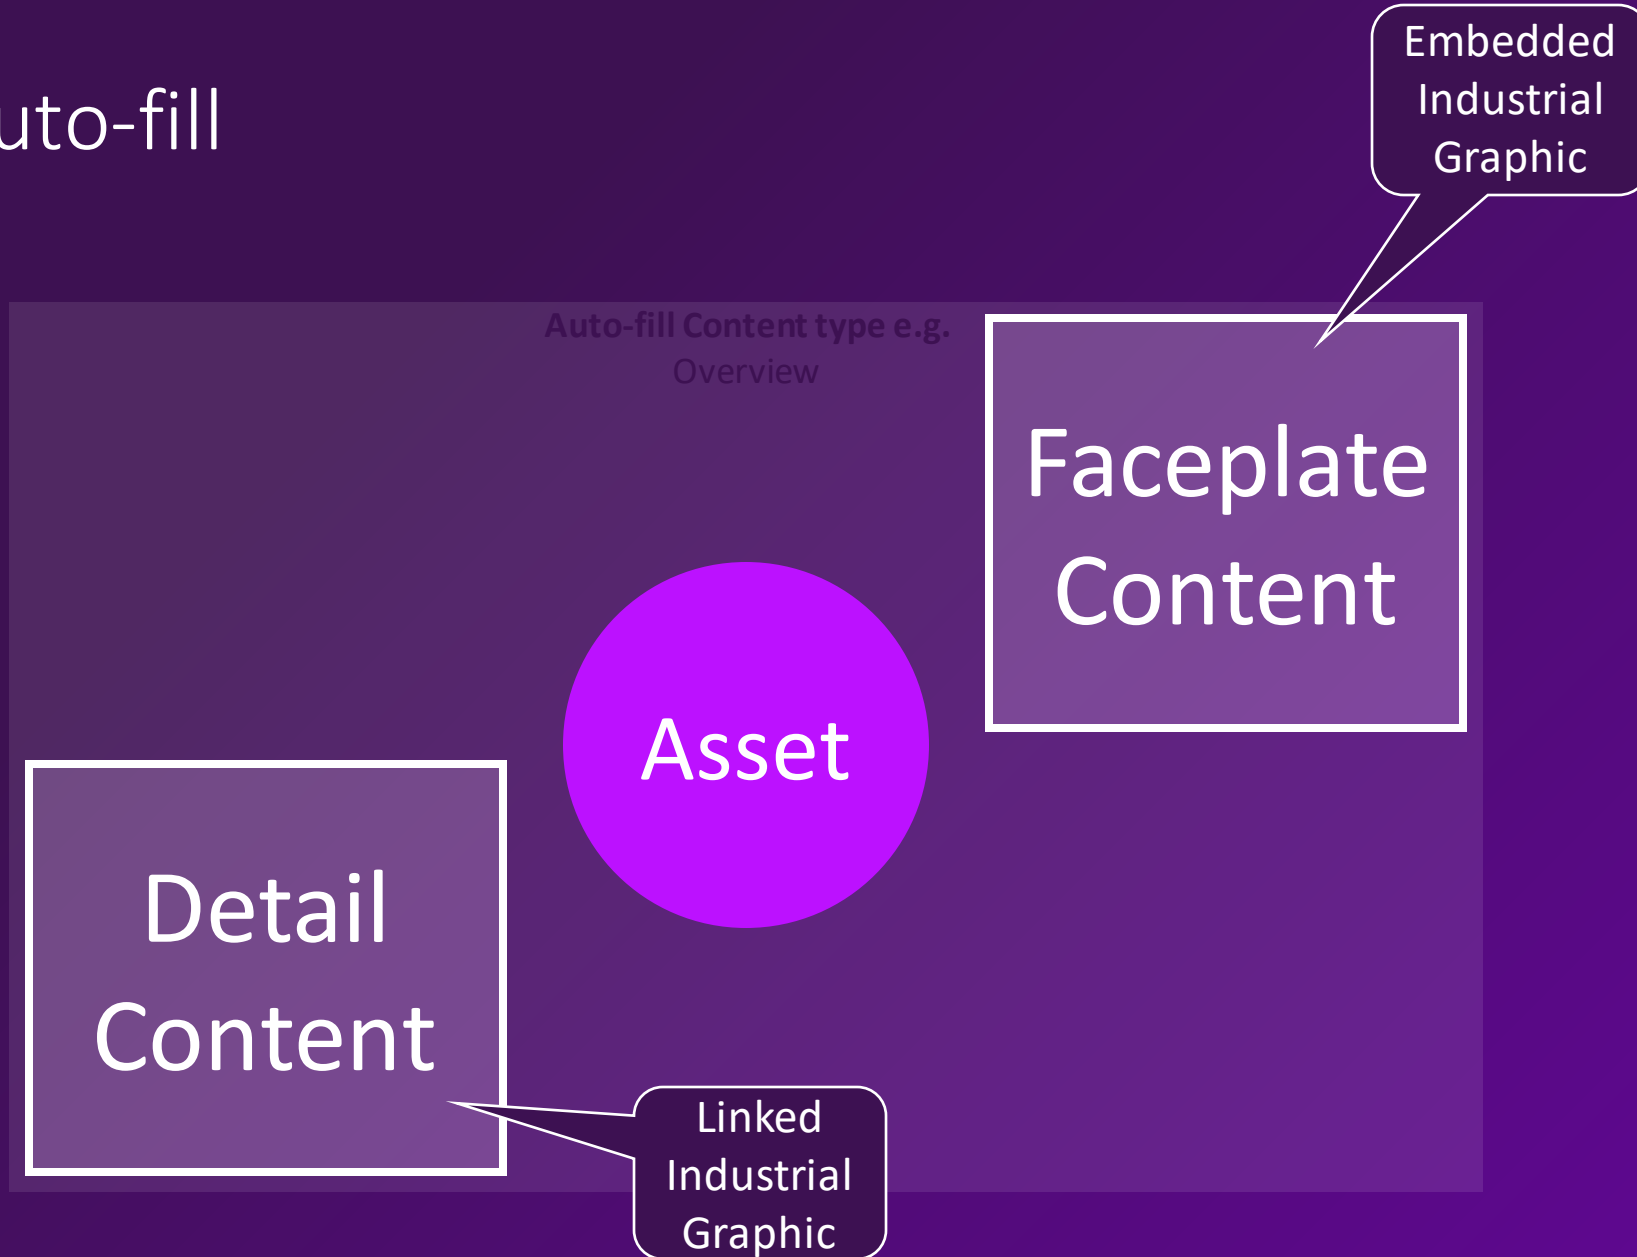 uto-fill
Embedded
Industrial
Graphic
Auto-fill Content type e.g.
Overview
Faceplate
Content
Asset
Detail
Content
Linked
Industrial
Graphic